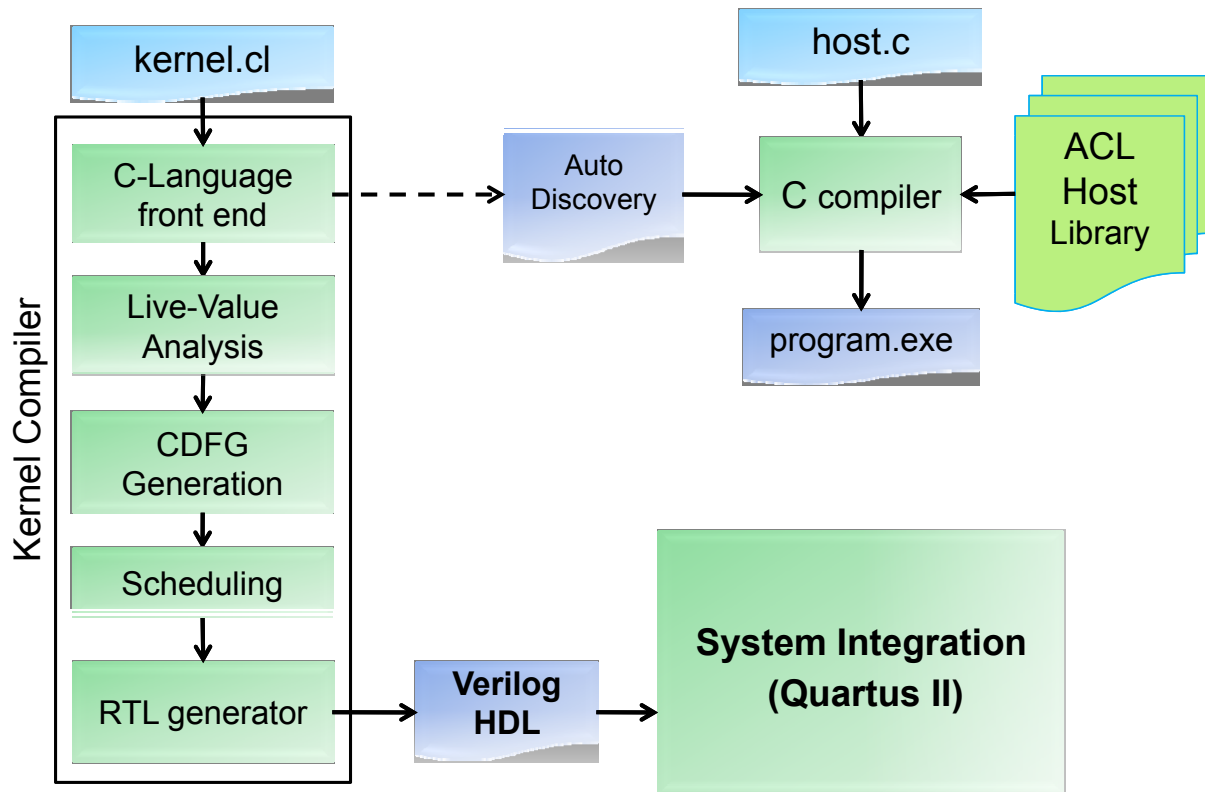 kernel.cl
host.c
C-Language
front end
Auto
Discovery
C compiler
ACL
Host
Library
Live-Value
Analysis
program.exe
Kernel Compiler
CDFG
Generation
Scheduling
System Integration
(Quartus II)
RTL generator
Verilog
HDL